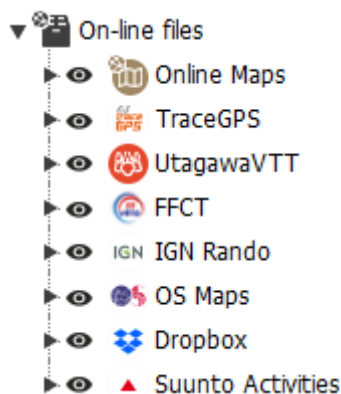 On-line files
Online Maps
TraceGPS
UtagawaVTT
FFCT
IGN IGN Rando
OS Maps
Dropbox
Suunto Activities